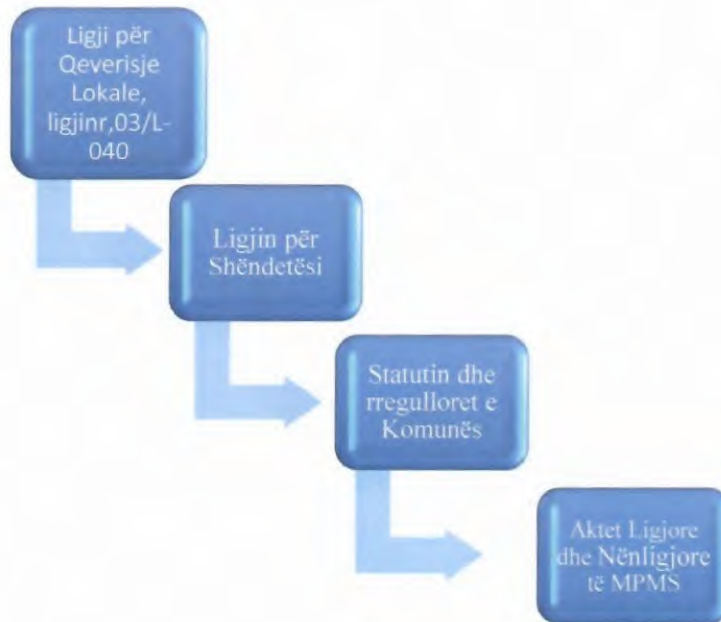 Ligji për
Qeverisje
Lokale,
ligjinr,03/L-
040
Ligjin për
Shëndetësi
Statutin dhe
rregulloret e
Komunës
Aktet Ligjore
dhe Nënligjore
të MPMS